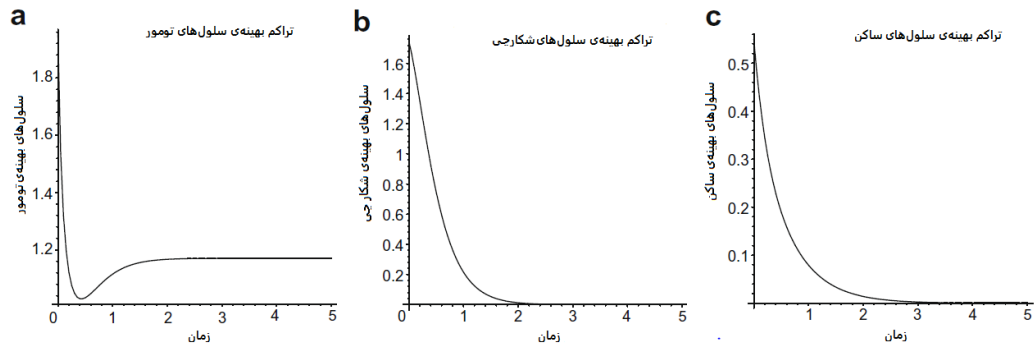 a
تراکم بهینه‌ی سلول‌های تومور
سلول‌های بهینه‌ی تومور
1.8
1.6
1.4
1.2
0 1 2 3 4 5
زمان
b
تراکم بهینه‌ی سلول‌های شکارچی
سلول‌های بهینه‌ی شکار چی
1.6
1.4
1.2
1
0.8
0.6
0.4
0.2
0 1 2 3 4 5
زمان
c
تراکم بهینه‌ی سلول‌های ساکن
سلول‌های بهینه‌ی ساکن
0.5
0.4
0.3
0.2
0.1
0 1 2 3 4 5
زمان